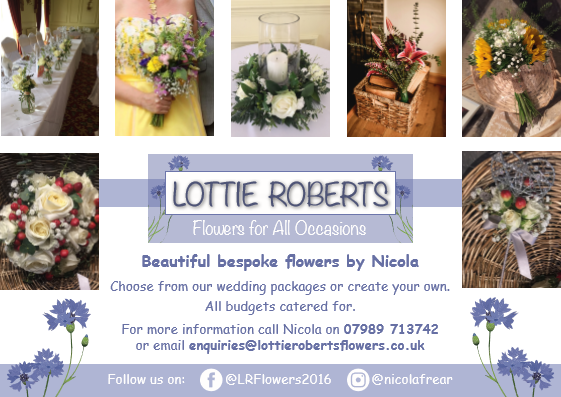 LOTTIE ROBERTS
Flowers for All Occasions
Beautiful bespoke flowers by Nicola
Choose from our wedding packages or create your own.
All budgets catered for.
For more information call Nicola on 07989 713742
or email enquiries@lottierobertsflowers.co.uk
Follow us on: @LRFlowers2016 @nicolafrear